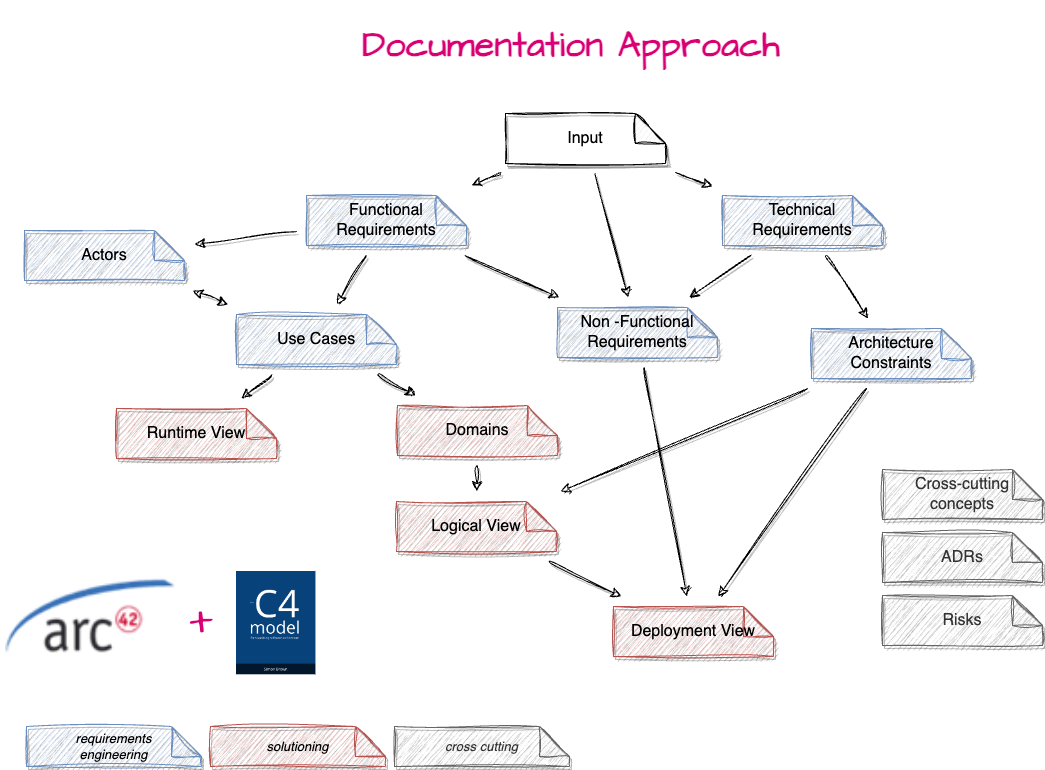 Documentation Approach
Input
Functional
Requirements
Technical
Requirements
Actors
Non -Functional
Requirements
Use Cases
Architecture
Constraints
Runtime View
Domains
Cross-cutting
concepts
Logical View
ADRs
arc 42
+
C4
model
Simon Brown
Risks
Deployment View
requirements
engineering
solutioning
cross cutting